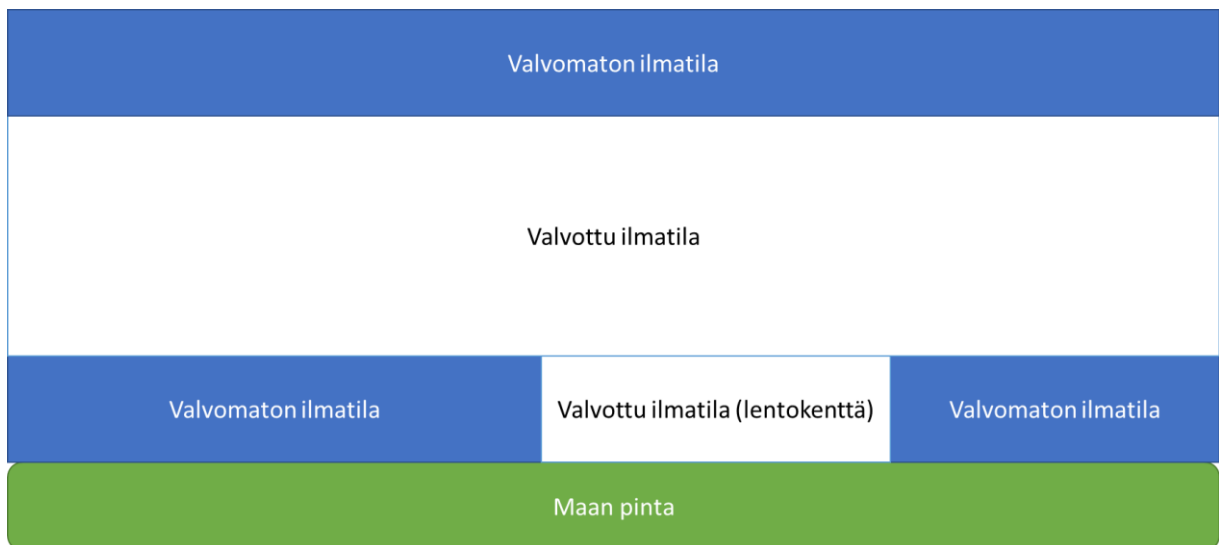 Valvomaton ilmatila
Valvottu ilmatila
Valvomaton ilmatila
Valvottu ilmatila (lentokenttä)
Valvomaton ilmatila
Maan pinta